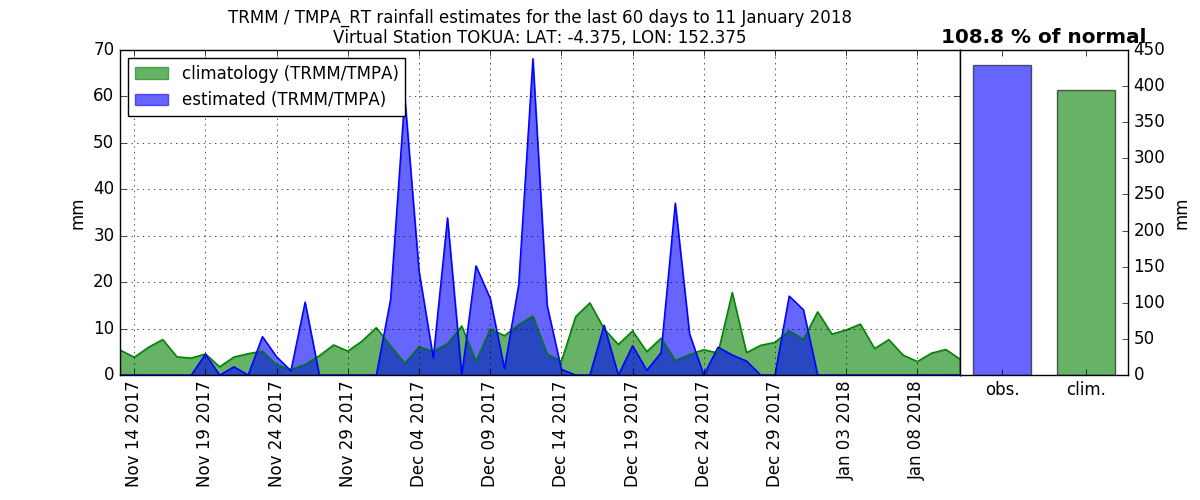 TRMM / TMPA_RT rainfall estimates for the last 60 days to 11 January 2018
Virtual Station TOKUA: LAT: -4.375, LON: 152.375
108.8 % of normal
climatology (TRMM/TMPA)
estimated (TRMM/TMPA)
70
60
50
40
30
20
10
0
mm
Nov 14 2017
Nov 19 2017
Nov 24 2017
Nov 29 2017
Dec 04 2017
Dec 09 2017
Dec 14 2017
Dec 19 2017
Dec 24 2017
Dec 29 2017
Jan 03 2018
Jan 08 2018
450
400
350
300
250
200
150
100
50
0
mm
obs.
clim.